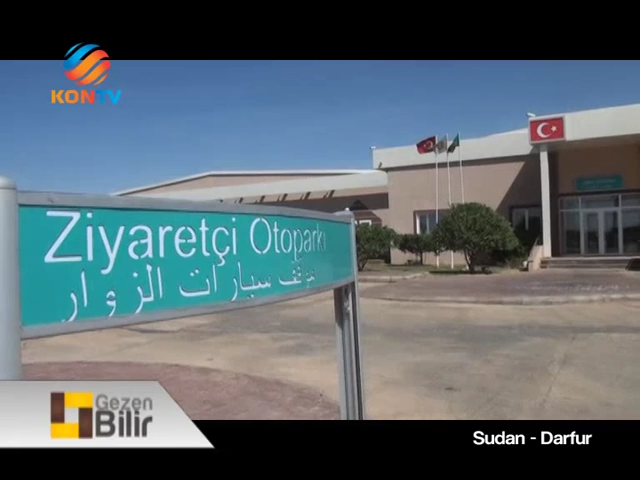 KONTV
Ziyaretçi Otoparkı
موقف سيارات الزوار
Gezen
Bilir
Sudan - Darfur